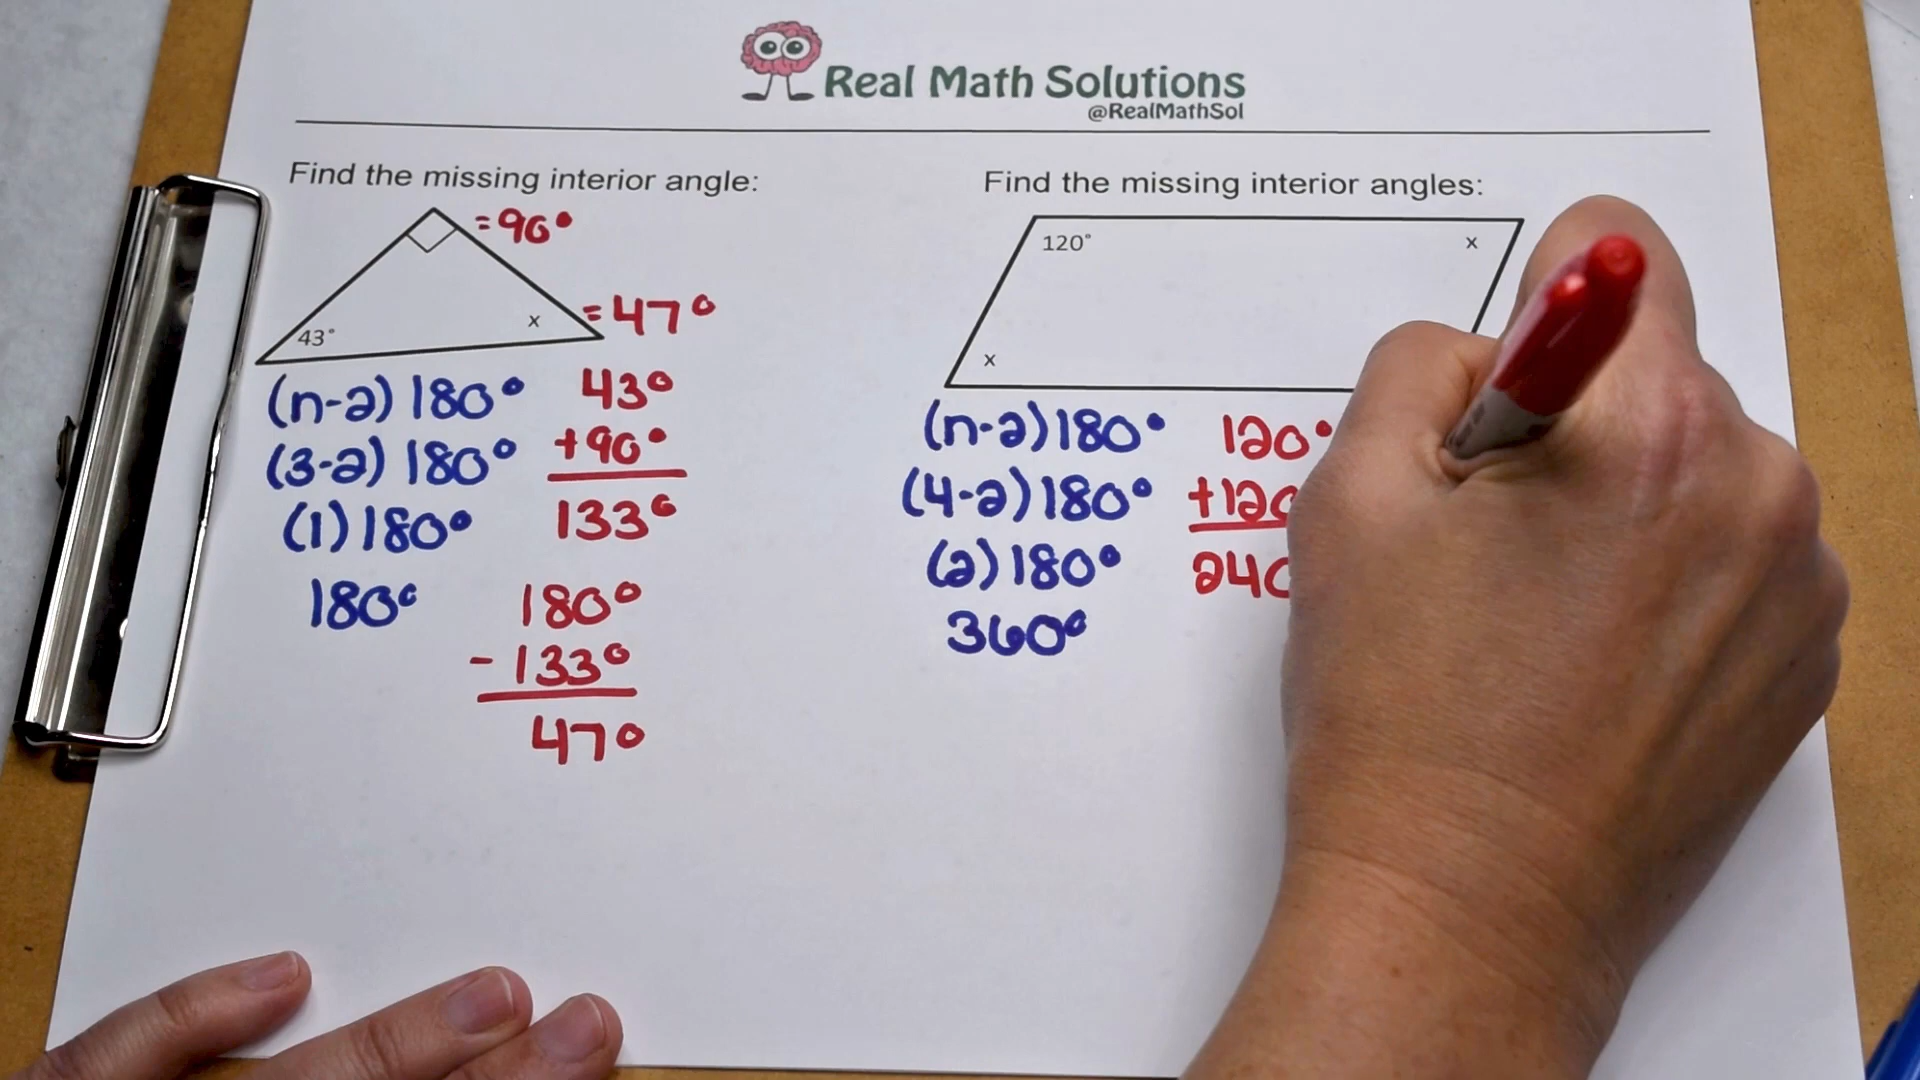 Real Math Solutions
@RealMathSol
Find the missing interior angle:
= 90°
43°
x
= 47°
(n-2) 180°
(3-2) 180°
(1) 180°
180°
43°
+90°
133°
180°
- 133°
47°
Find the missing interior angles:
120°
x
x
(n-2) 180°
(4-2) 180°
(2) 180°
360°
120°
+120
240